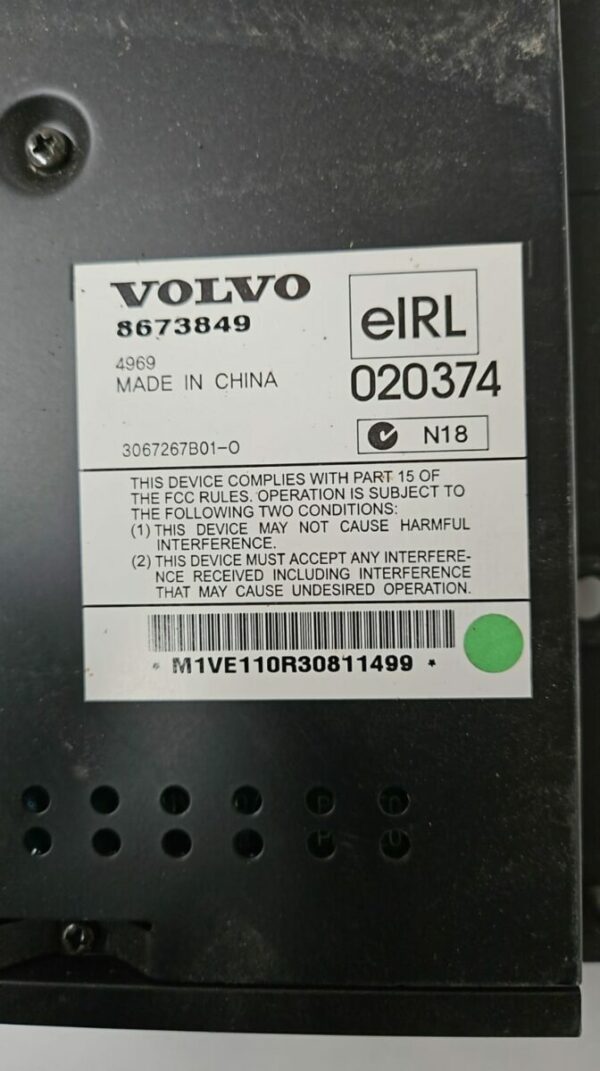 VOLVO
8673849
4969
MADE IN CHINA
3067267B01-O
eIRL
020374
N18
THIS DEVICE COMPLIES WITH PART 15 OF
THE FCC RULES. OPERATION IS SUBJECT TO
THE FOLLOWING TWO CONDITIONS:
(1) THIS DEVICE MAY NOT CAUSE HARMFUL
INTERFERENCE.
(2) THIS DEVICE MUST ACCEPT ANY INTERFERE-
NCE RECEIVED INCLUDING INTERFERENCE
THAT MAY CAUSE UNDESIRED OPERATION.
* M1VE110R30811499 *